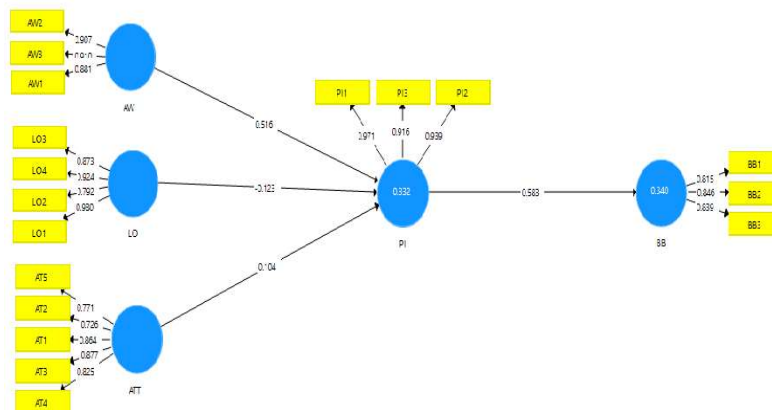 AW2
AW3
AW1
0.907
0.881
AW
LO3
LO4
LO2
LO1
0.873
0.924
0.792
LO
AT5
AT2
AT1
AT3
AT4
0.771
0.726
0.864
0.877
0.825
ATT
0.516
-0.123
0.104
PI1
PI3
PI2
0.971
0.916
0.939
0.332
PI
0.583
0.340
BB
0.815
0.846
0.839
BB1
BB2
BB3